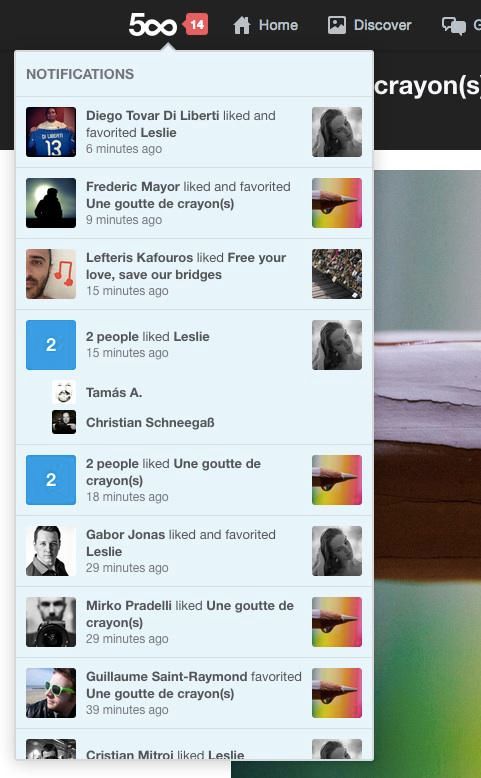 500
14
Home
Discover
G
crayon(s)
NOTIFICATIONS
Diego Tovar Di Liberti liked and
favorited Leslie
6 minutes ago
DI LIBERTI
13
Frederic Mayor liked and favorited
Une goutte de crayon(s)
9 minutes ago
Lefteris Kafouros liked Free your
love, save our bridges
15 minutes ago
2
2 people liked Leslie
15 minutes ago
Tamás A.
Christian Schneegaß
2
2 people liked Une goutte de
crayon(s)
18 minutes ago
Gabor Jonas liked and favorited
Leslie
29 minutes ago
Mirko Pradelli liked Une goutte de
crayon(s)
29 minutes ago
Guillaume Saint-Raymond favorited
Une goutte de crayon(s)
39 minutes ago
Cristian Mitroi liked Leslie